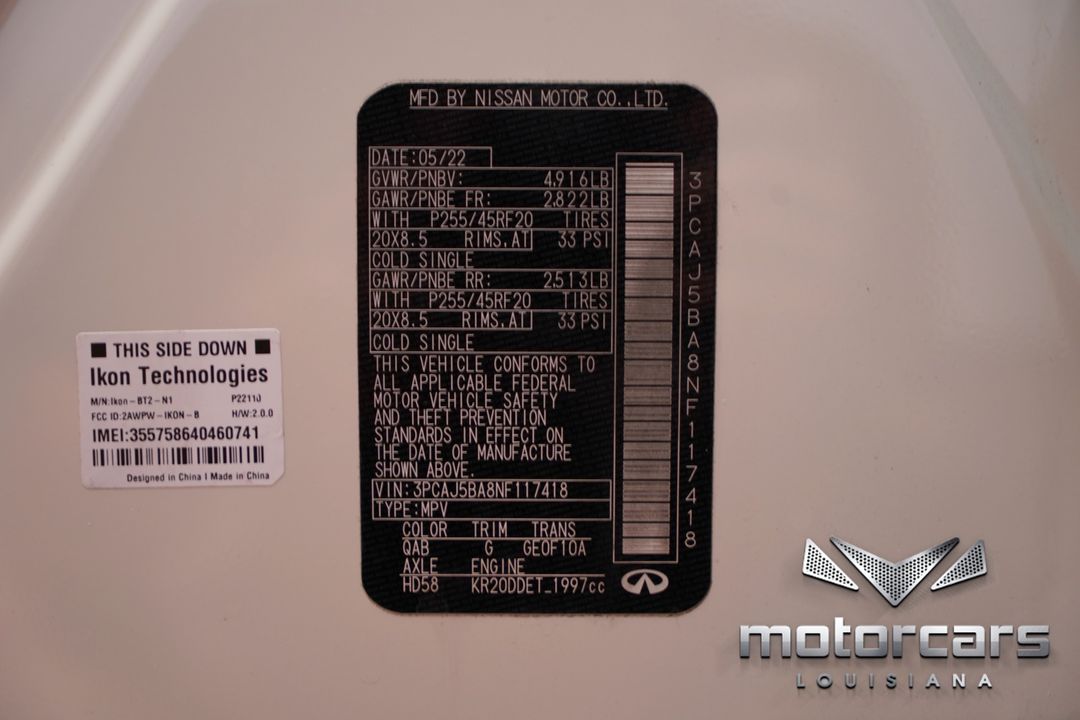 MFD BY NISSAN MOTOR CO.,LTD.
DATE:05/22
GVWR/PNBV: 4,916LB
GAWR/PNBE FR: 2,822LB
WITH P255/45RF20 TIRES
20X8.5 RIMS,AT 33 PSI
COLD SINGLE
GAWR/PNBE RR: 2,513LB
WITH P255/45RF20 TIRES
20X8.5 RIMS,AT 33 PSI
COLD SINGLE
THIS VEHICLE CONFORMS TO
ALL APPLICABLE FEDERAL
MOTOR VEHICLE SAFETY
AND THEFT PREVENTION
STANDARDS IN EFFECT ON
THE DATE OF MANUFACTURE
SHOWN ABOVE.
VIN:3PCAJ5BA8NF117418
TYPE:MPV
COLOR TRIM TRANS
QAB G GE0F10A
AXLE ENGINE
HD58 KR20DDET_1997cc
3PCAJ5BA8NF117418
THIS SIDE DOWN
Ikon Technologies
M/N:Ikon-BT2-N1 P2211J
FCC ID:2AWPW-IKON-B H/W:2.0.0
IMEI:355758640460741
Designed in China I Made in China
motorcars
LOUISIANA